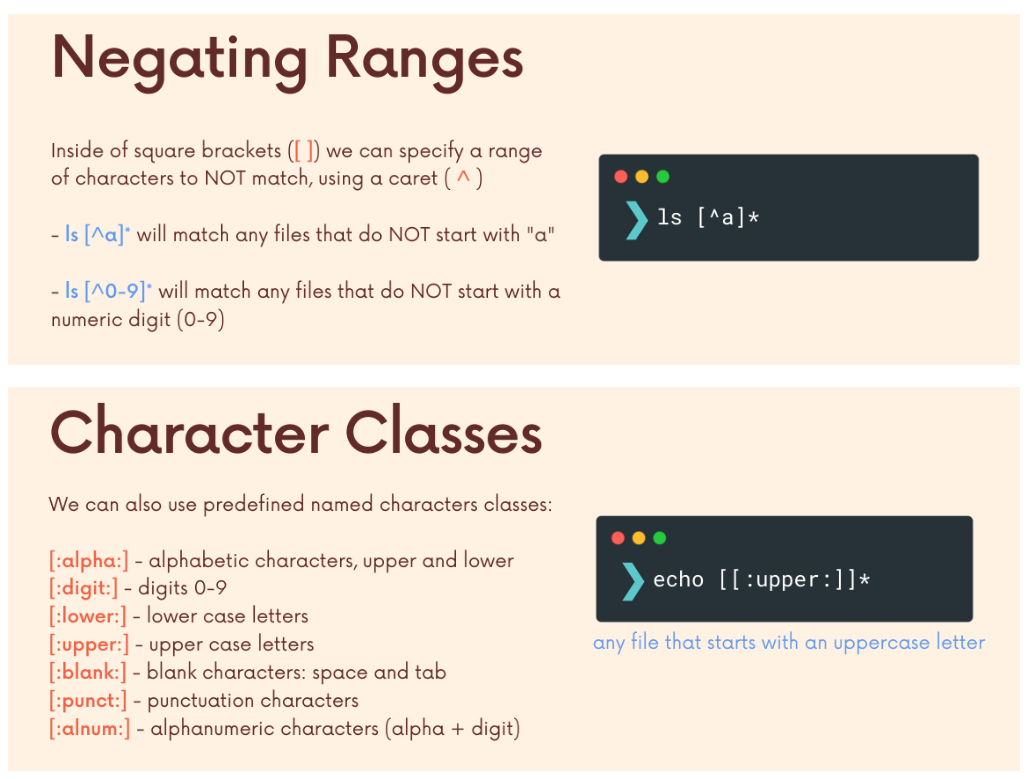 Negating Ranges
Inside of square brackets ([ ]) we can specify a range
of characters to NOT match, using a caret ( ^ )
- ls [^a]* will match any files that do NOT start with "a"
- ls [^0-9]* will match any files that do NOT start with a
numeric digit (0-9)
❯ ls [^a]*
Character Classes
We can also use predefined named characters classes:
[:alpha:] - alphabetic characters, upper and lower
[:digit:] - digits 0-9
[:lower:] - lower case letters
[:upper:] - upper case letters
[:blank:] - blank characters: space and tab
[:punct:] - punctuation characters
[:alnum:] - alphanumeric characters (alpha + digit)
❯ echo [[:upper:]]*
any file that starts with an uppercase letter